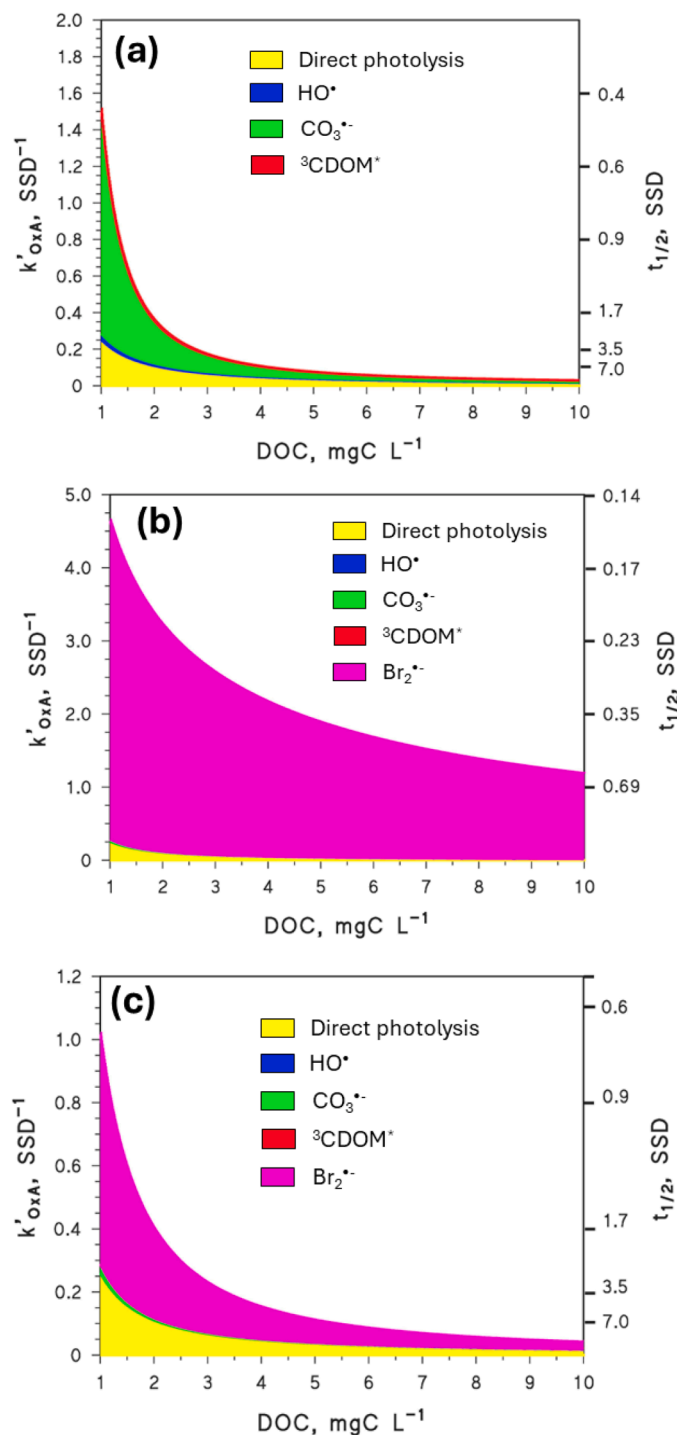 (a)
Direct photolysis
HO•
CO₃•⁻
³CDOM*
2.0
1.8
1.6
1.4
1.2
1.0
0.8
0.6
0.4
0.2
0
k'OxA, SSD⁻¹
0.4
0.6
0.9
1.7
3.5
7.0
t₁/₂, SSD
1 2 3 4 5 6 7 8 9 10
DOC, mgC L⁻¹
(b)
Direct photolysis
HO•
CO₃•⁻
³CDOM*
Br₂•⁻
5.0
4.0
3.0
2.0
1.0
0
k'OxA, SSD⁻¹
0.14
0.17
0.23
0.35
0.69
t₁/₂, SSD
1 2 3 4 5 6 7 8 9 10
DOC, mgC L⁻¹
(c)
Direct photolysis
HO•
CO₃•⁻
³CDOM*
Br₂•⁻
1.2
1.0
0.8
0.6
0.4
0.2
0
k'OxA, SSD⁻¹
0.6
0.9
1.7
3.5
7.0
t₁/₂, SSD
1 2 3 4 5 6 7 8 9 10
DOC, mgC L⁻¹